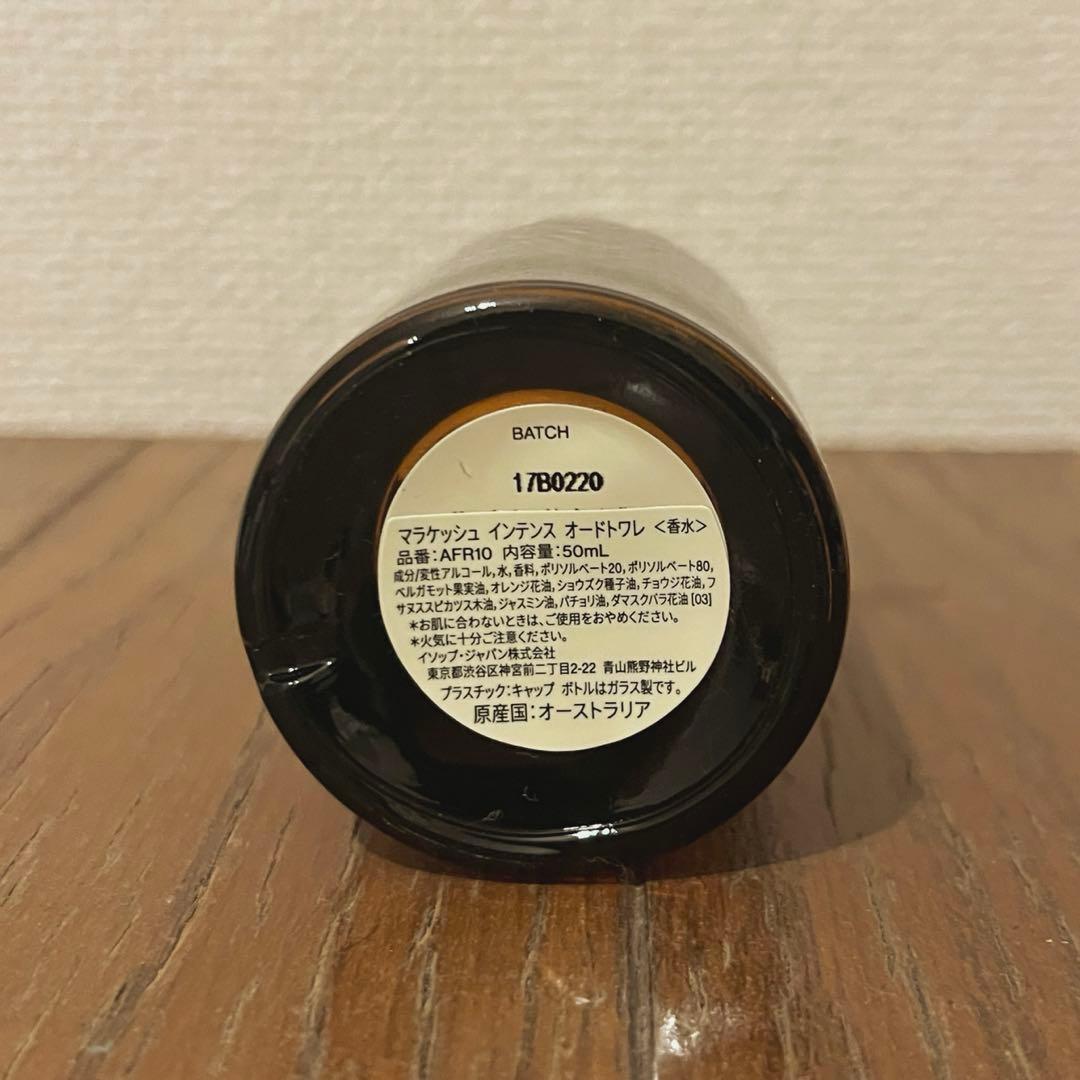 BATCH
17B0220
マラケッシュ インテンス オードトワレ <香水>
品番:AFR10 内容量:50mL
成分/変性アルコール,水,香料,ポリソルベート20,ポリソルベート80,
ベルガモット果実油,オレンジ花油,ショウズク種子油,チョウジ花油,フ
サヌススピカツス木油,ジャスミン油,パチョリ油,ダマスクバラ花油 [03]
*お肌に合わないときは、ご使用をおやめください。
*火気に十分ご注意ください。
イソップ・ジャパン株式会社
東京都渋谷区神宮前二丁目2-22 青山熊野神社ビル
プラスチック:キャップ ボトルはガラス製です。
原産国:オーストラリア